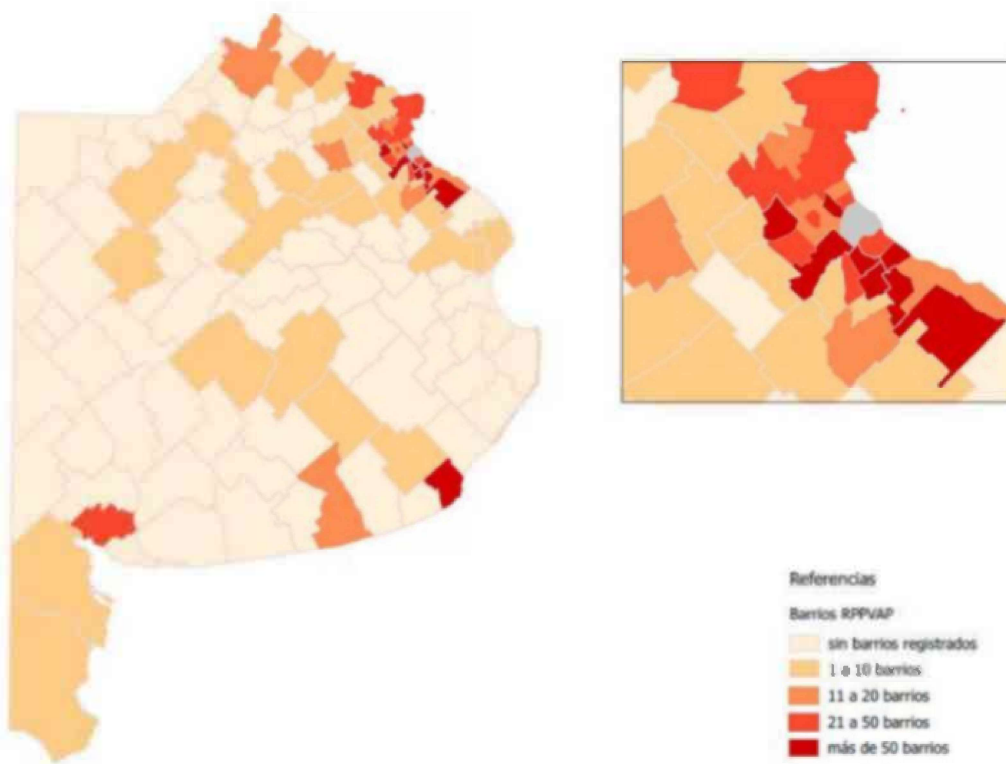 Referencias
Barrios RPPVAP
sin barrios registrados
1 a 10 barrios
11 a 20 barrios
21 a 50 barrios
más de 50 barrios